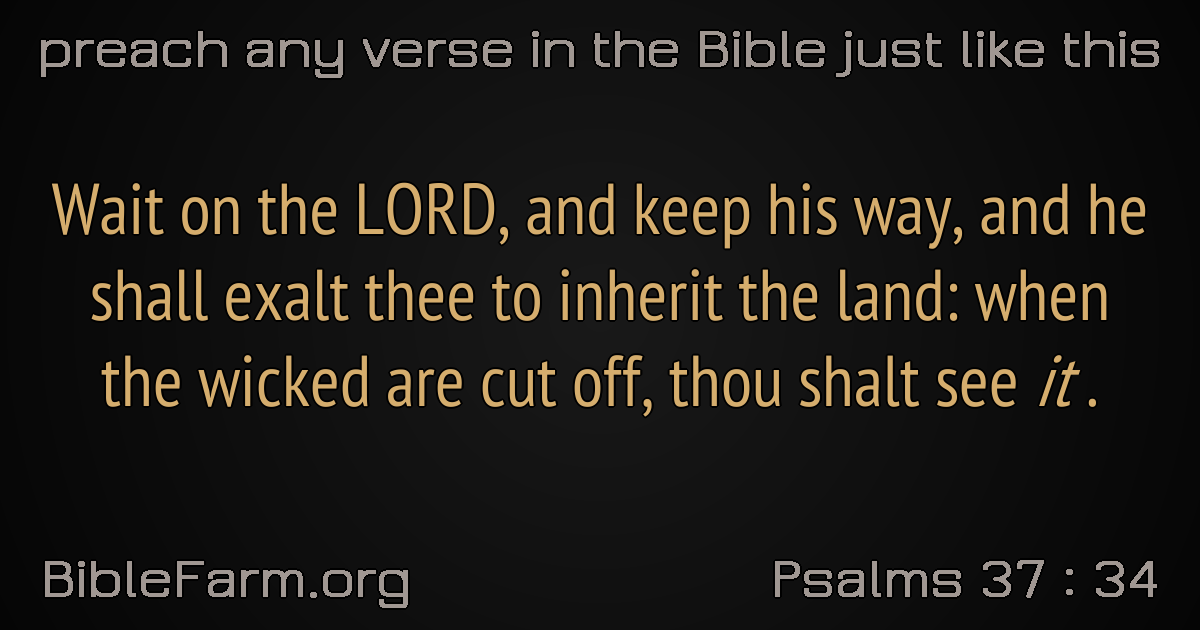 preach any verse in the Bible just like this
Wait on the LORD, and keep his way, and he
shall exalt thee to inherit the land: when
the wicked are cut off, thou shalt see it .
BibleFarm.org
Psalms 37 : 34